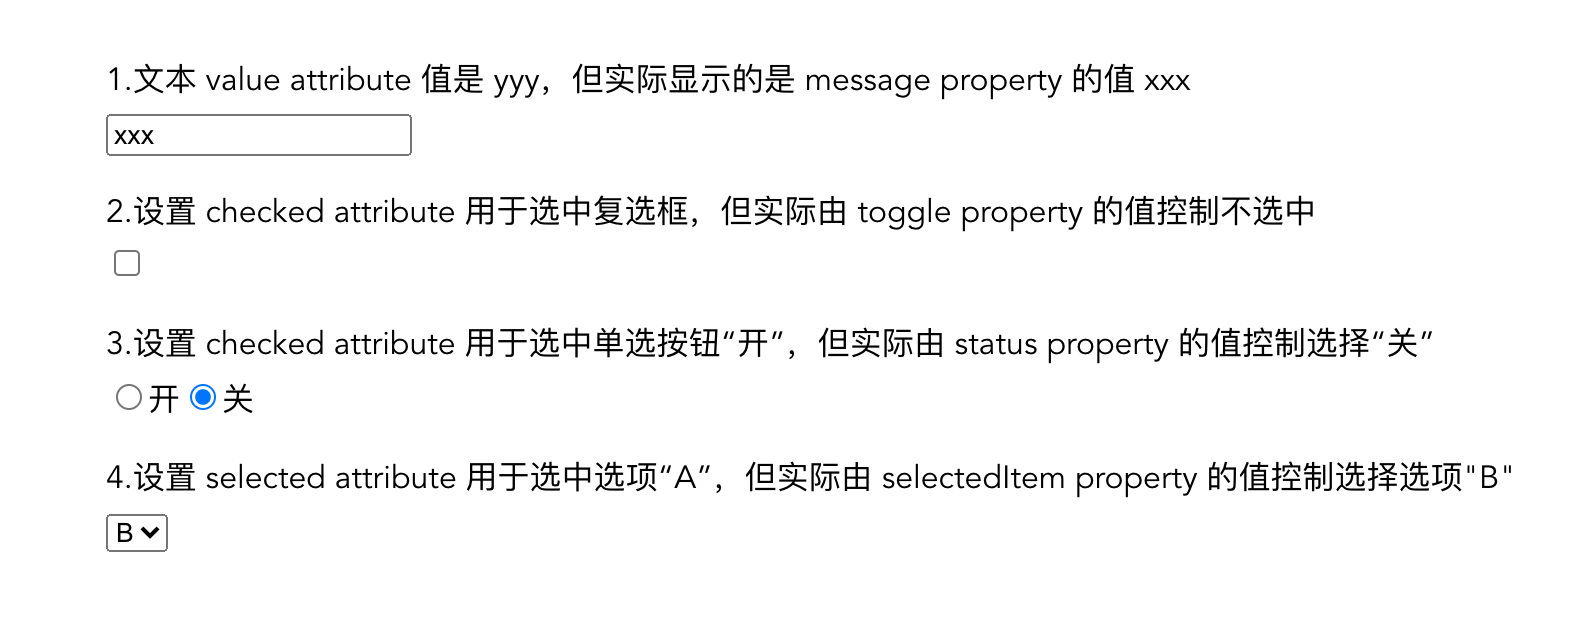 1.文本 value attribute 值是 yyy，但实际显示的是 message property 的值 xxx
xxx
2.设置 checked attribute 用于选中复选框，但实际由 toggle property 的值控制不选中
3.设置 checked attribute 用于选中单选按钮“开”，但实际由 status property 的值控制选择“关”
开 关
4.设置 selected attribute 用于选中选项“A”，但实际由 selectedItem property 的值控制选择选项"B"
B